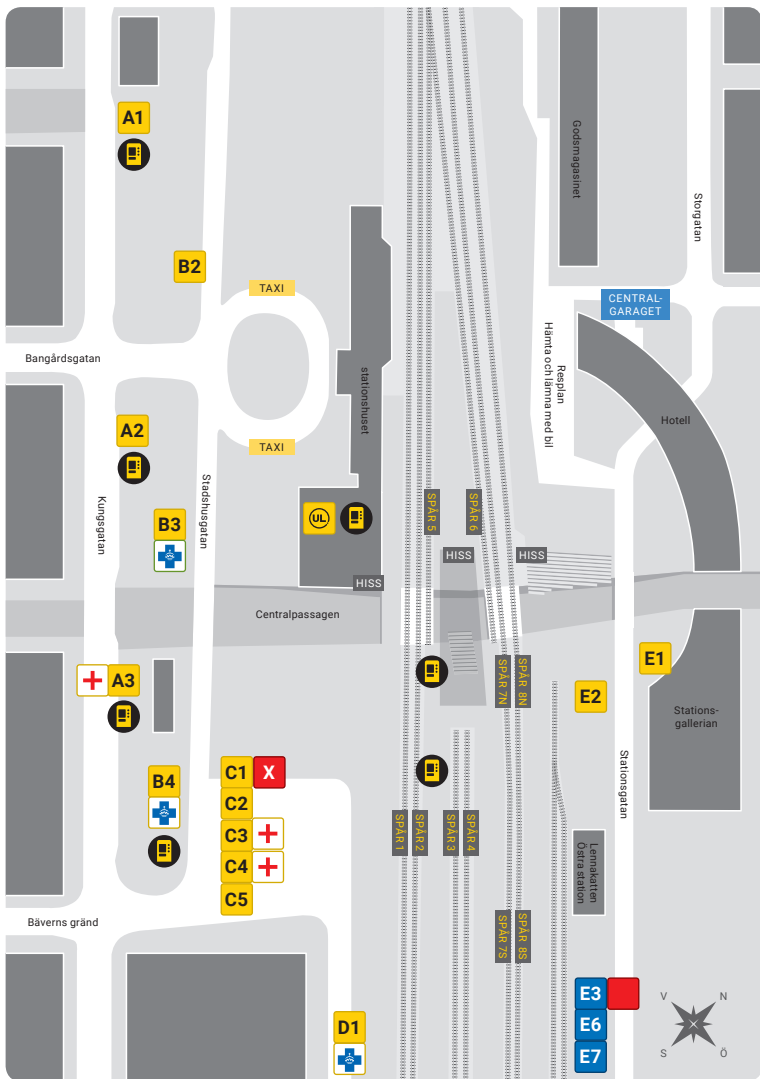 A1
Godsmagasinet
Storgatan
B2
TAXI
CENTRAL-
GARAGET
Bangårdsgatan
stationshuset
Resplan
Hämta och lämna med bil
Hotell
A2
TAXI
Kungsgatan
Stadshusgatan
SPÅR 5
SPÅR 6
UL
B3
HISS
HISS
HISS
Centralpassagen
A3
E1
SPÅR 7N
SPÅR 8N
E2
Stations-
gallerian
Stationsgatan
C1
X
B4
C2
C3
C4
C5
SPÅR 1
SPÅR 2
SPÅR 3
SPÅR 4
Lennakatten
Östra station
Bäverns gränd
SPÅR 7S
SPÅR 8S
E3
E6
E7
V
N
S
Ö
D1